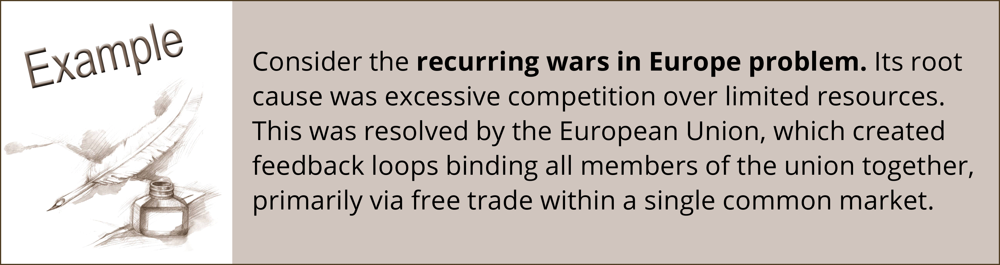 Example
Consider the recurring wars in Europe problem. Its root
cause was excessive competition over limited resources.
This was resolved by the European Union, which created
feedback loops binding all members of the union together,
primarily via free trade within a single common market.